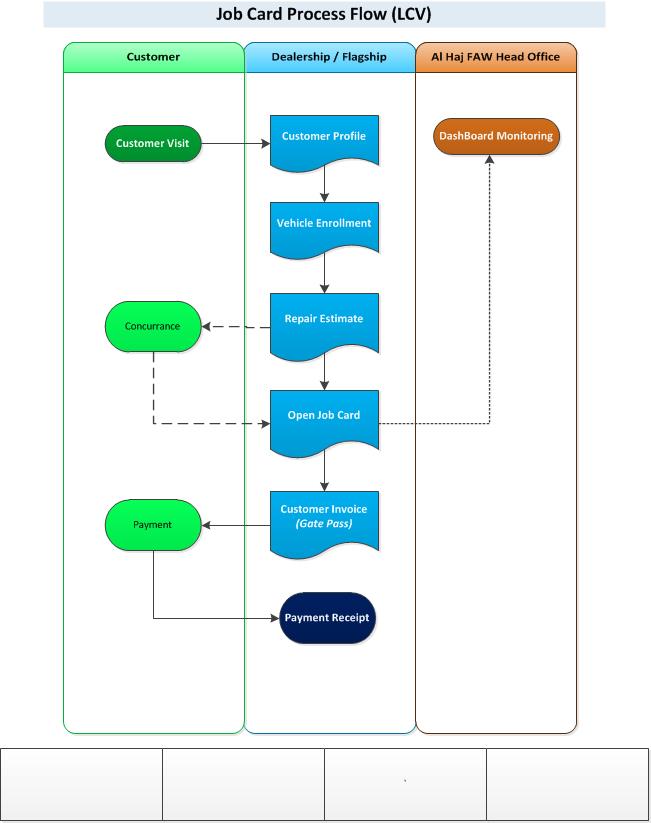 Job Card Process Flow (LCV)
Customer
Dealership / Flagship
Al Haj FAW Head Office
Customer Visit
Customer Profile
DashBoard Monitoring
Vehicle Enrollment
Concurrance
Repair Estimate
Open Job Card
Payment
Customer Invoice
(Gate Pass)
Payment Receipt